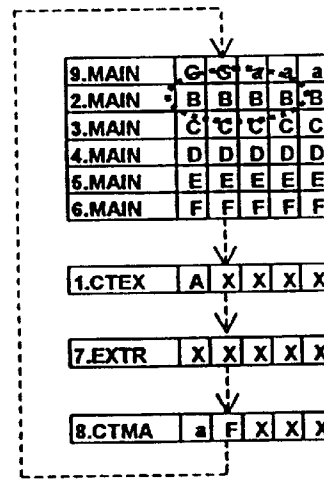 9.MAIN G G a a a
2.MAIN B B B B B
3.MAIN C C C C C
4.MAIN D D D D D
5.MAIN E E E E E
6.MAIN F F F F F
1.CTEX A X X X X
7.EXTR X X X X X
8.CTMA a F X X X